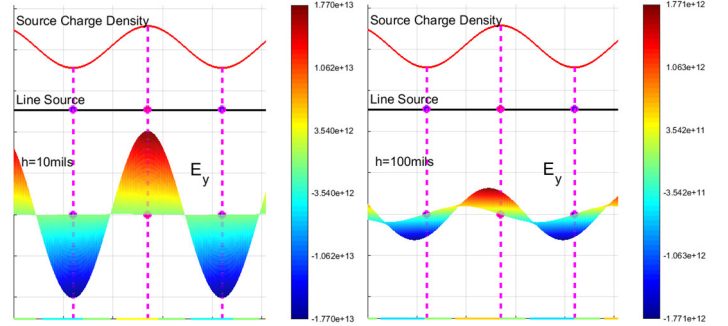 Source Charge Density
Line Source
h=10mils
E_y
1.770e+13
1.062e+13
3.540e+12
-3.540e+12
-1.062e+13
-1.770e+13
Source Charge Density
Line Source
h=100mils
E_y
1.771e+12
1.063e+12
3.542e+11
-3.542e+11
-1.063e+12
-1.771e+12